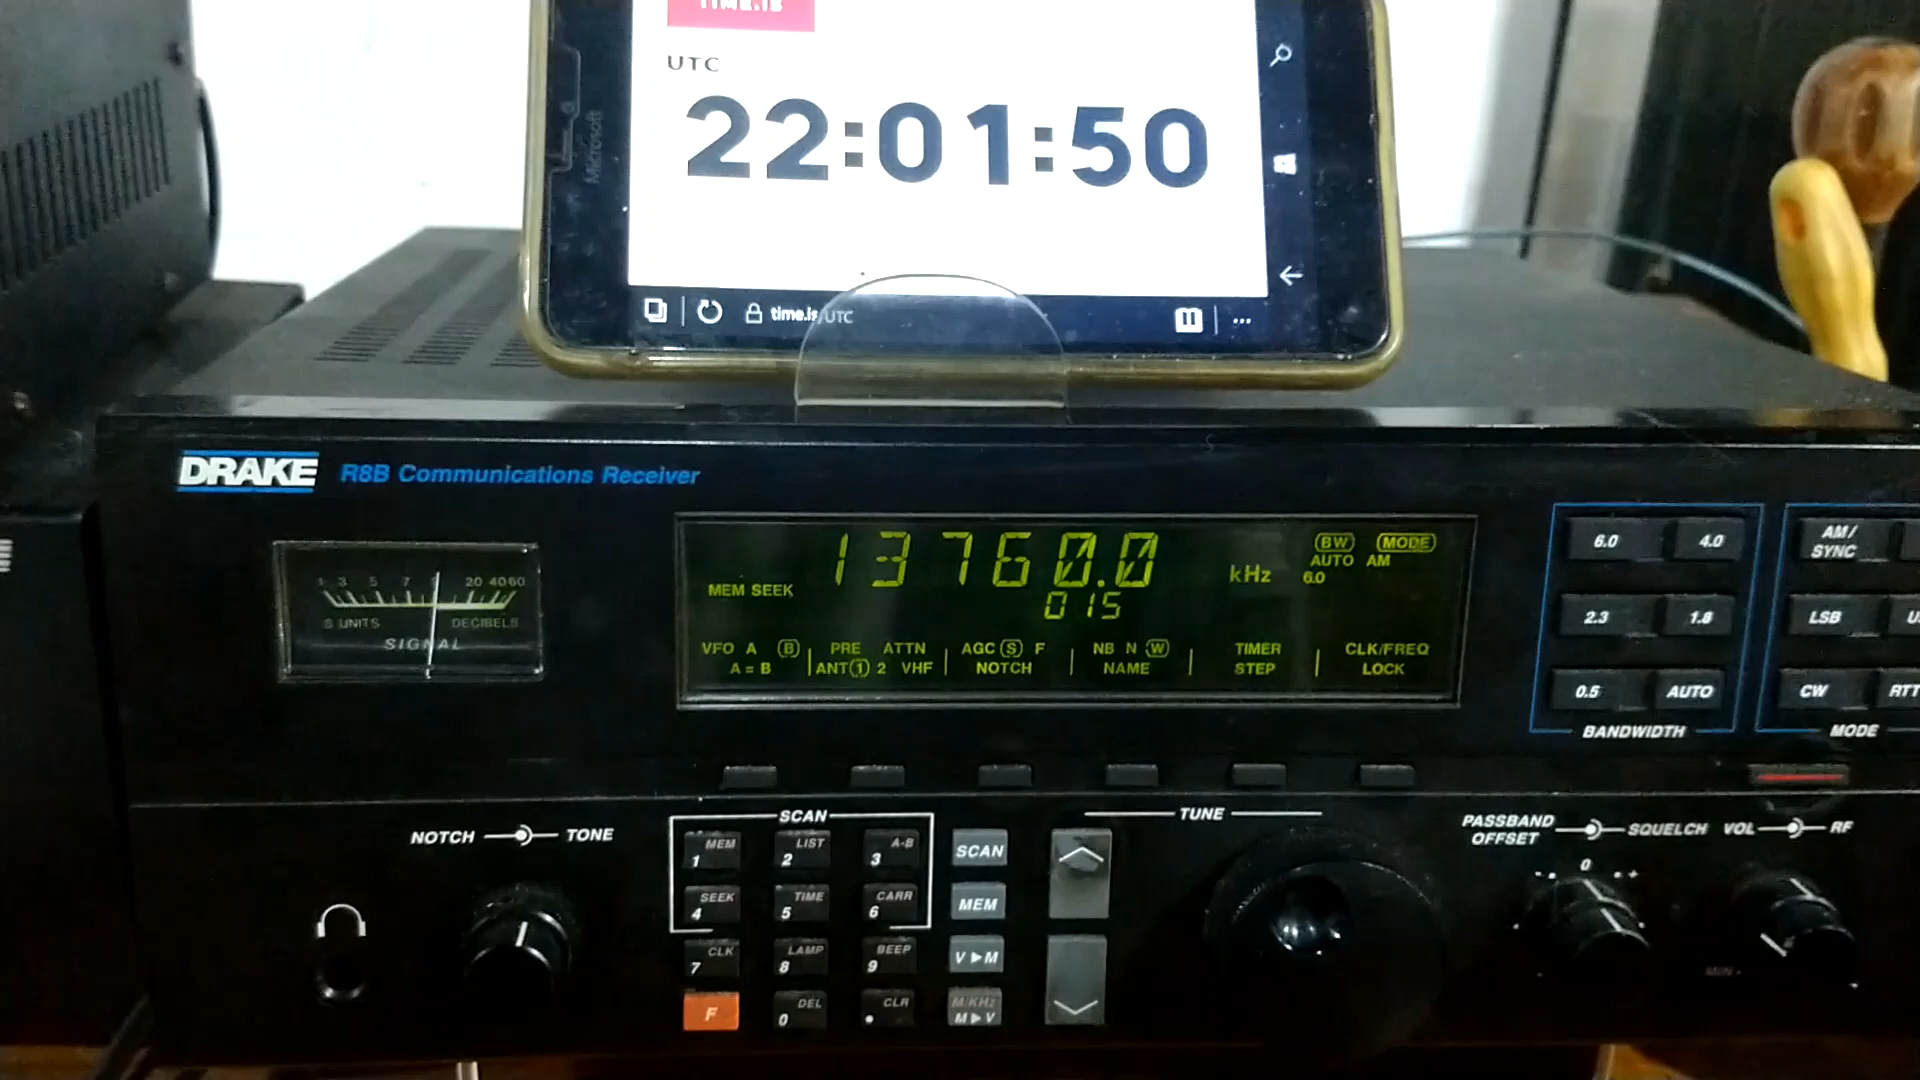 TIME.IS
UTC
22:01:50
Microsoft
time.is/UTC
DRAKE R8B Communications Receiver
1 3 5 7 9 20 40 60
S UNITS DECIBELS
SIGNAL
13760.0 kHz
MEM SEEK
015
BW MODE
AUTO AM
6.0
VFO A B PRE ATTN AGC S F NB N W TIMER CLK/FREQ
A = B ANT 1 2 VHF NOTCH NAME STEP LOCK
6.0 4.0
2.3 1.8
0.5 AUTO
BANDWIDTH
AM/
SYNC
LSB
CW
MODE
NOTCH TONE
SCAN
1 MEM 2 LIST 3 A-B
4 SEEK 5 TIME 6 CARR
7 CLK 8 LAMP 9 BEEP
F 0 DEL . CLR
SCAN
MEM
V ▶ M
M/KHz
M ▶ V
TUNE
PASSBAND
OFFSET
SQUELCH
0
- +
VOL RF
MIN